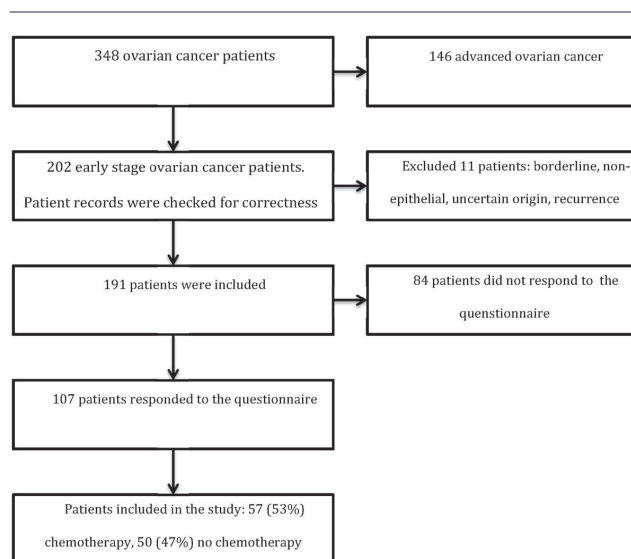 348 ovarian cancer patients
146 advanced ovarian cancer
202 early stage ovarian cancer patients.
Patient records were checked for correctness
Excluded 11 patients: borderline, non-
epithelial, uncertain origin, recurrence
191 patients were included
84 patients did not respond to the
quenstionnaire
107 patients responded to the questionnaire
Patients included in the study: 57 (53%)
chemotherapy, 50 (47%) no chemotherapy